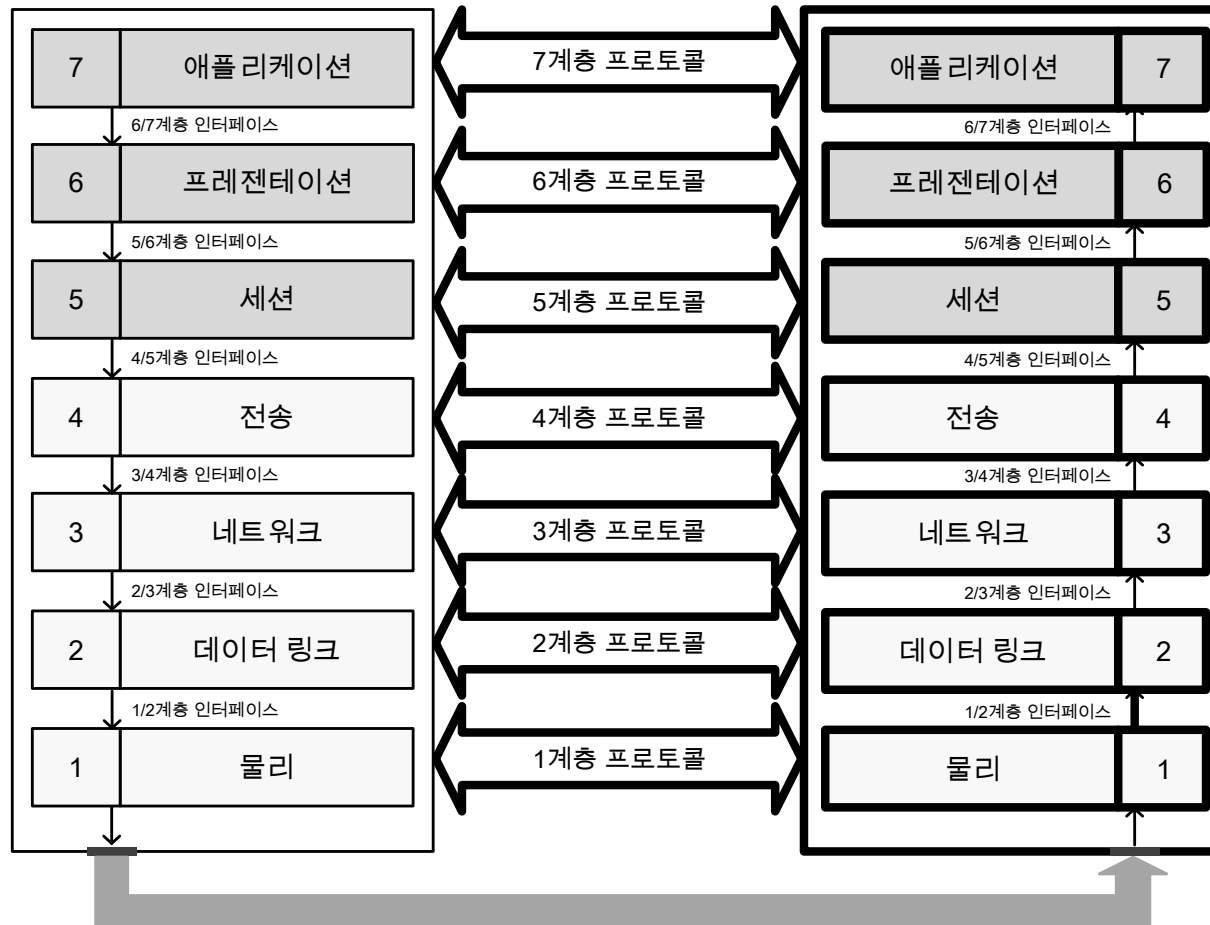 7 애플리케이션 7계층 프로토콜 애플리케이션 7
6/7계층 인터페이스 6/7계층 인터페이스
6 프레젠테이션 6계층 프로토콜 프레젠테이션 6
5/6계층 인터페이스 5/6계층 인터페이스
5 세션 5계층 프로토콜 세션 5
4/5계층 인터페이스 4/5계층 인터페이스
4 전송 4계층 프로토콜 전송 4
3/4계층 인터페이스 3/4계층 인터페이스
3 네트워크 3계층 프로토콜 네트워크 3
2/3계층 인터페이스 2/3계층 인터페이스
2 데이터 링크 2계층 프로토콜 데이터 링크 2
1/2계층 인터페이스 1/2계층 인터페이스
1 물리 1계층 프로토콜 물리 1